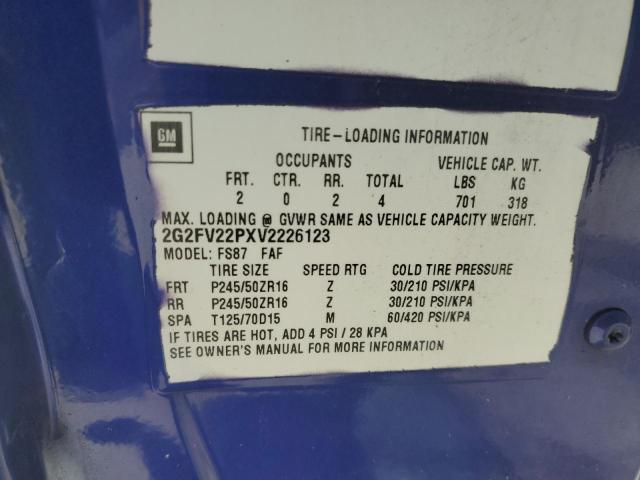 GM
TIRE-LOADING INFORMATION
OCCUPANTS VEHICLE CAP. WT.
FRT. CTR. RR. TOTAL LBS KG
2 0 2 4 701 318
MAX. LOADING @ GVWR SAME AS VEHICLE CAPACITY WEIGHT.
2G2FV22PXV2226123
MODEL: FS87 FAF
TIRE SIZE SPEED RTG COLD TIRE PRESSURE
FRT P245/50ZR16 Z 30/210 PSI/KPA
RR P245/50ZR16 Z 30/210 PSI/KPA
SPA T125/70D15 M 60/420 PSI/KPA
IF TIRES ARE HOT, ADD 4 PSI / 28 KPA
SEE OWNER'S MANUAL FOR MORE INFORMATION